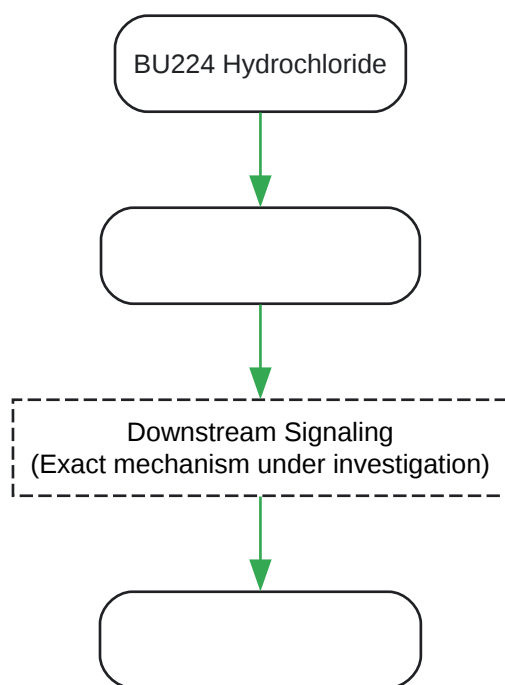 BU224 Hydrochloride
Downstream Signaling
(Exact mechanism under investigation)